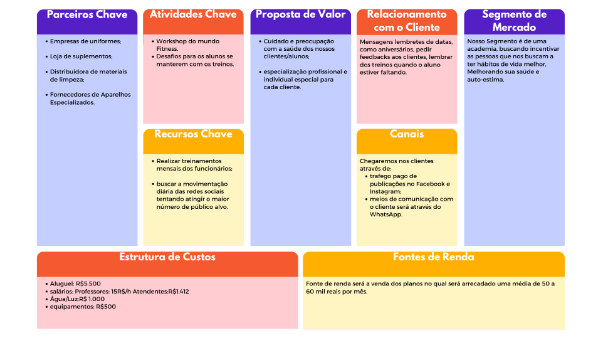 Parceiros Chave
• Empresas de uniformes;
• Loja de suplementos;
• Distribuidora de materiais
de limpeza;
• Fornecedores de Aparelhos
Especializados.
Atividades Chave
• Workshop do mundo
Fitness.
• Desafios para os alunos se
manterem com os treinos.
Recursos Chave
• Realizar treinamentos
mensais dos funcionários;
• buscar a movimentação
diária das redes sociais
tentando atingir o maior
número de público alvo.
Proposta de Valor
• Cuidado e preocupação
com a saúde dos nossos
clientes/alunos;
• especialização profissional e
individual especial para
cada cliente.
Relacionamento
com o Cliente
Mensagens lembretes de datas,
como aniversários, pedir
feedbacks aos clientes, lembrar
dos treinos quando o aluno
estiver faltando.
Canais
Chegaremos nos clientes
através de:
• trafego pago de
publicações no Facebook e
Instagram;
• meios de comunicação com
o cliente será através do
WhatsApp.
Segmento de
Mercado
Nosso Segmento é de uma
academia, buscando incentivar
as pessoas que nos buscam a
ter hábitos de vida melhor,
Melhorando sua saúde e
auto-estima.
Estrutura de Custos
• Aluguel: R$5.500
• salários: Professores: 15R$/h Atendentes:R$1.412
• Água/Luz:R$ 1.000
• equipamentos: R$500
Fontes de Renda
Fonte de renda será a venda dos planos no qual será arrecadado uma média de 50 a
60 mil reais por mês.